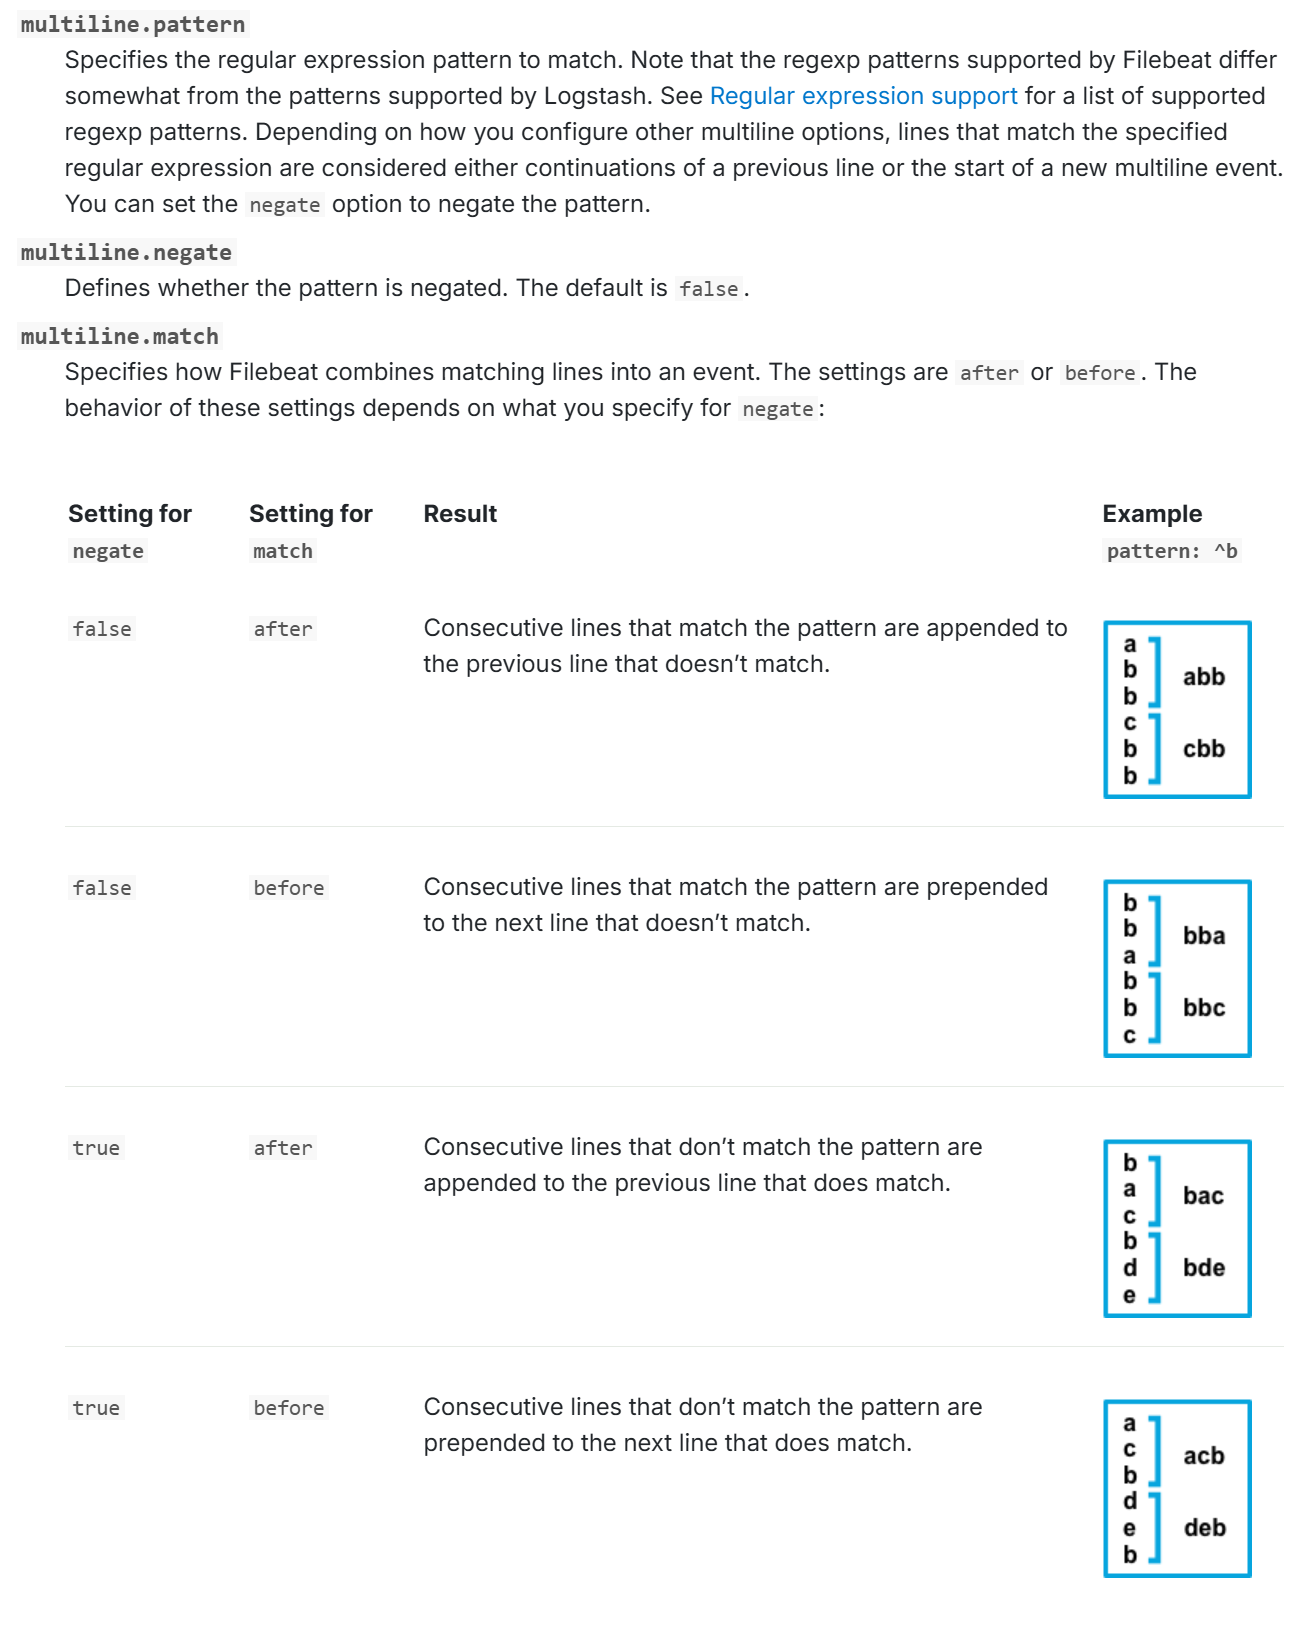 multiline.pattern
Specifies the regular expression pattern to match. Note that the regexp patterns supported by Filebeat differ
somewhat from the patterns supported by Logstash. See Regular expression support for a list of supported
regexp patterns. Depending on how you configure other multiline options, lines that match the specified
regular expression are considered either continuations of a previous line or the start of a new multiline event.
You can set the negate option to negate the pattern.
multiline.negate
Defines whether the pattern is negated. The default is false.
multiline.match
Specifies how Filebeat combines matching lines into an event. The settings are after or before. The
behavior of these settings depends on what you specify for negate:
Setting for Setting for Result Example
negate match pattern: ^b
false after Consecutive lines that match the pattern are appended to
the previous line that doesn’t match.
a
b abb
b
c
b cbb
b
false before Consecutive lines that match the pattern are prepended
to the next line that doesn’t match.
b
b bba
a
b
b bbc
c
true after Consecutive lines that don’t match the pattern are
appended to the previous line that does match.
b
a bac
c
b
d bde
e
true before Consecutive lines that don’t match the pattern are
prepended to the next line that does match.
a
c acb
b
d
e deb
b